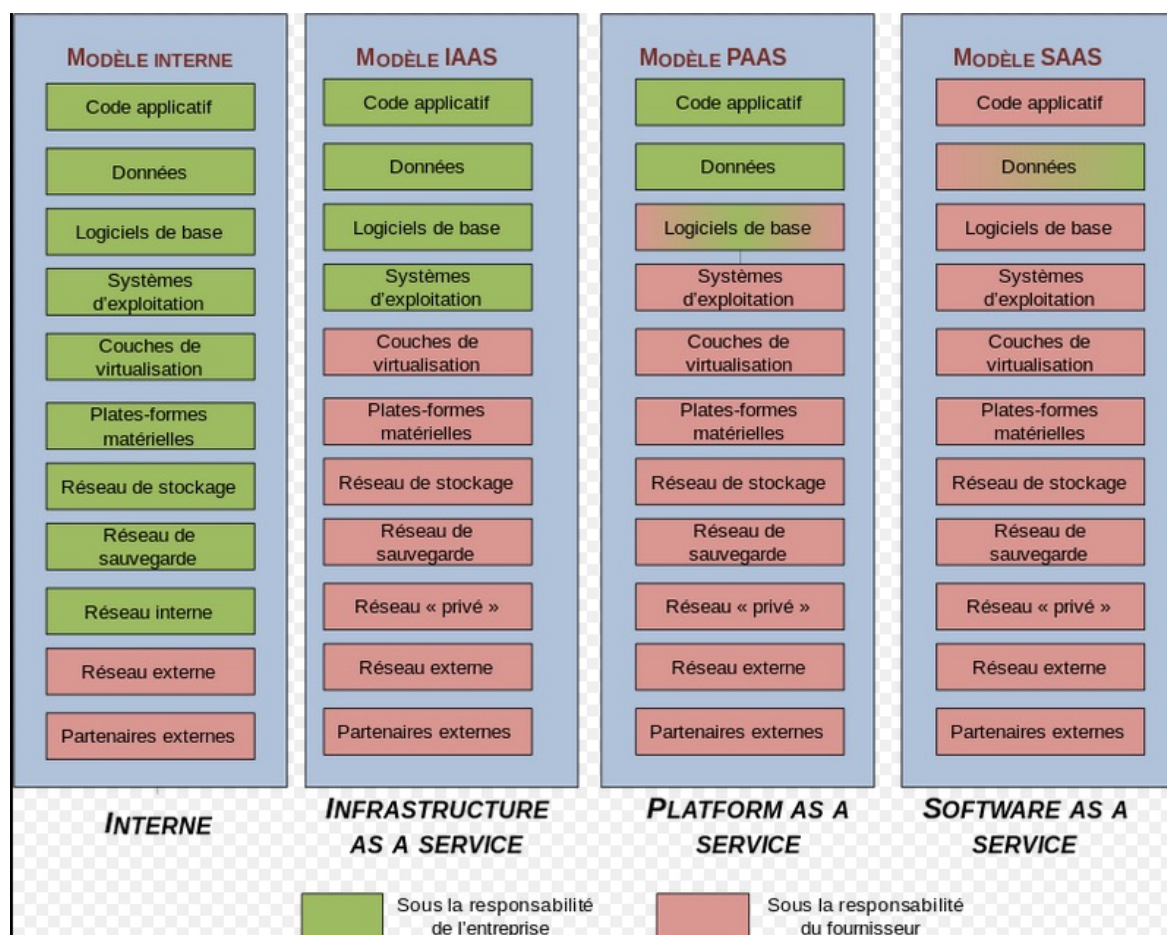 MODÈLE INTERNE
Code applicatif
Données
Logiciels de base
Systèmes
d'exploitation
Couches de
virtualisation
Plates-formes
matérielles
Réseau de stockage
Réseau de
sauvegarde
Réseau interne
Réseau externe
Partenaires externes
INTERNE
MODÈLE IAAS
Code applicatif
Données
Logiciels de base
Systèmes
d'exploitation
Couches de
virtualisation
Plates-formes
matérielles
Réseau de stockage
Réseau de
sauvegarde
Réseau « privé »
Réseau externe
Partenaires externes
INFRASTRUCTURE
AS A SERVICE
MODÈLE PAAS
Code applicatif
Données
Logiciels de base
Systèmes
d'exploitation
Couches de
virtualisation
Plates-formes
matérielles
Réseau de stockage
Réseau de
sauvegarde
Réseau « privé »
Réseau externe
Partenaires externes
PLATFORM AS A
SERVICE
MODÈLE SAAS
Code applicatif
Données
Logiciels de base
Systèmes
d'exploitation
Couches de
virtualisation
Plates-formes
matérielles
Réseau de stockage
Réseau de
sauvegarde
Réseau « privé »
Réseau externe
Partenaires externes
SOFTWARE AS A
SERVICE
Sous la responsabilité
de l'entreprise
Sous la responsabilité
du fournisseur